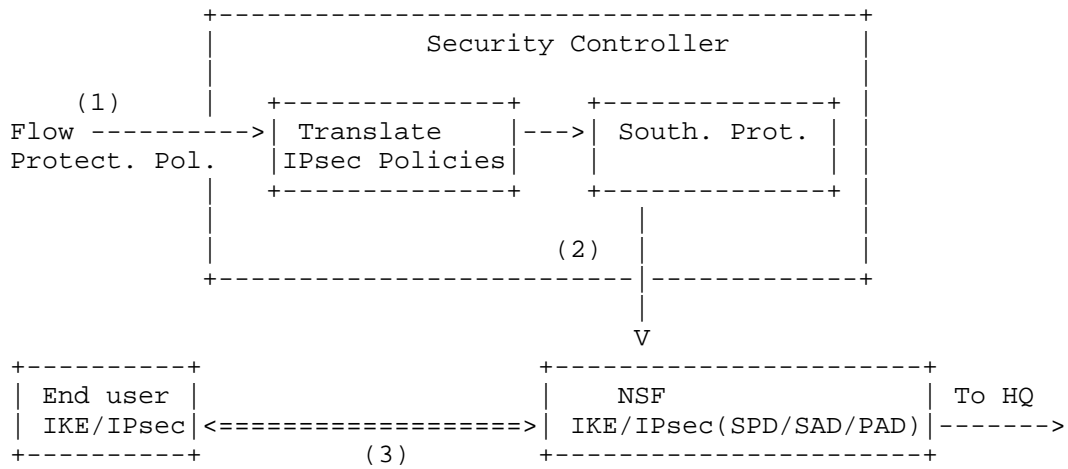 Security Controller
(1)
Flow ---------->| Translate |--->| South. Prot. |
Protect. Pol. |IPsec Policies| | |
(2)
V
End user NSF To HQ
IKE/IPsec|<===================>| IKE/IPsec(SPD/SAD/PAD)|------->
(3)